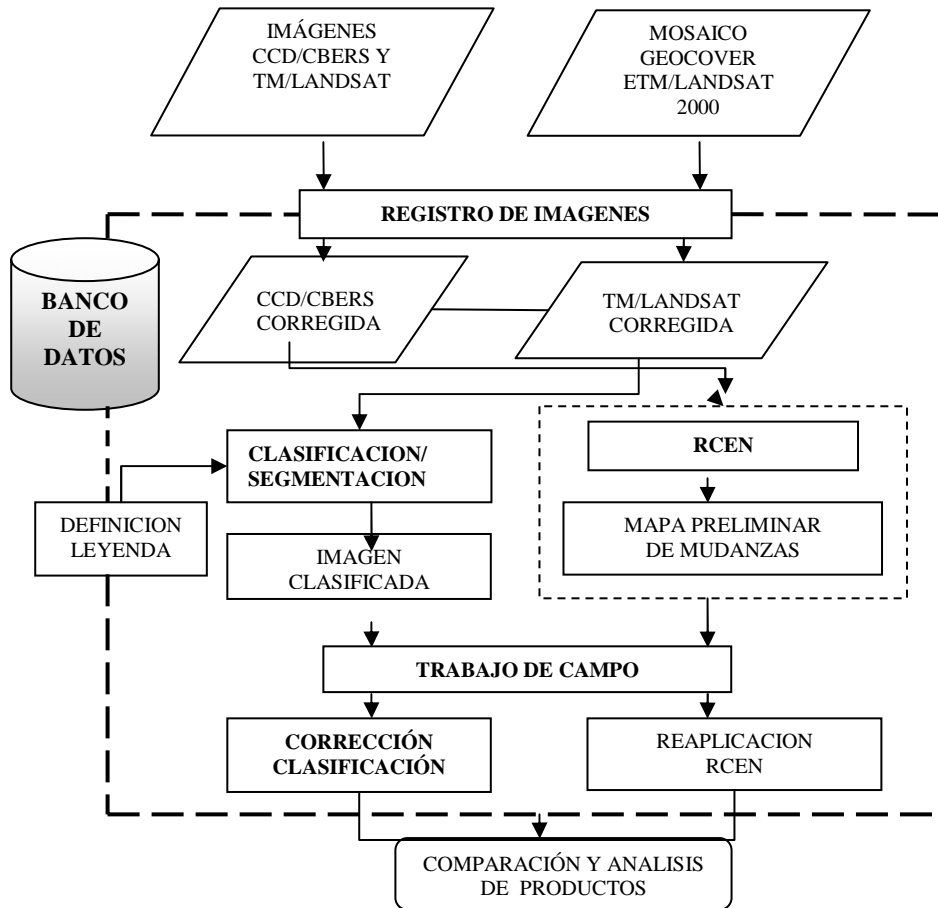 IMÁGENES
CCD/CBERS Y
TM/LANDSAT
MOSAICO
GEOCOVER
ETM/LANDSAT
2000
REGISTRO DE IMAGENES
BANCO
DE
DATOS
CCD/CBERS
CORREGIDA
TM/LANDSAT
CORREGIDA
CLASIFICACION/
SEGMENTACION
RCEN
DEFINICION
LEYENDA
MAPA PRELIMINAR
DE MUDANZAS
IMAGEN
CLASIFICADA
TRABAJO DE CAMPO
CORRECCIÓN
CLASIFICACIÓN
REAPLICACION
RCEN
COMPARACIÓN Y ANALISIS
DE PRODUCTOS